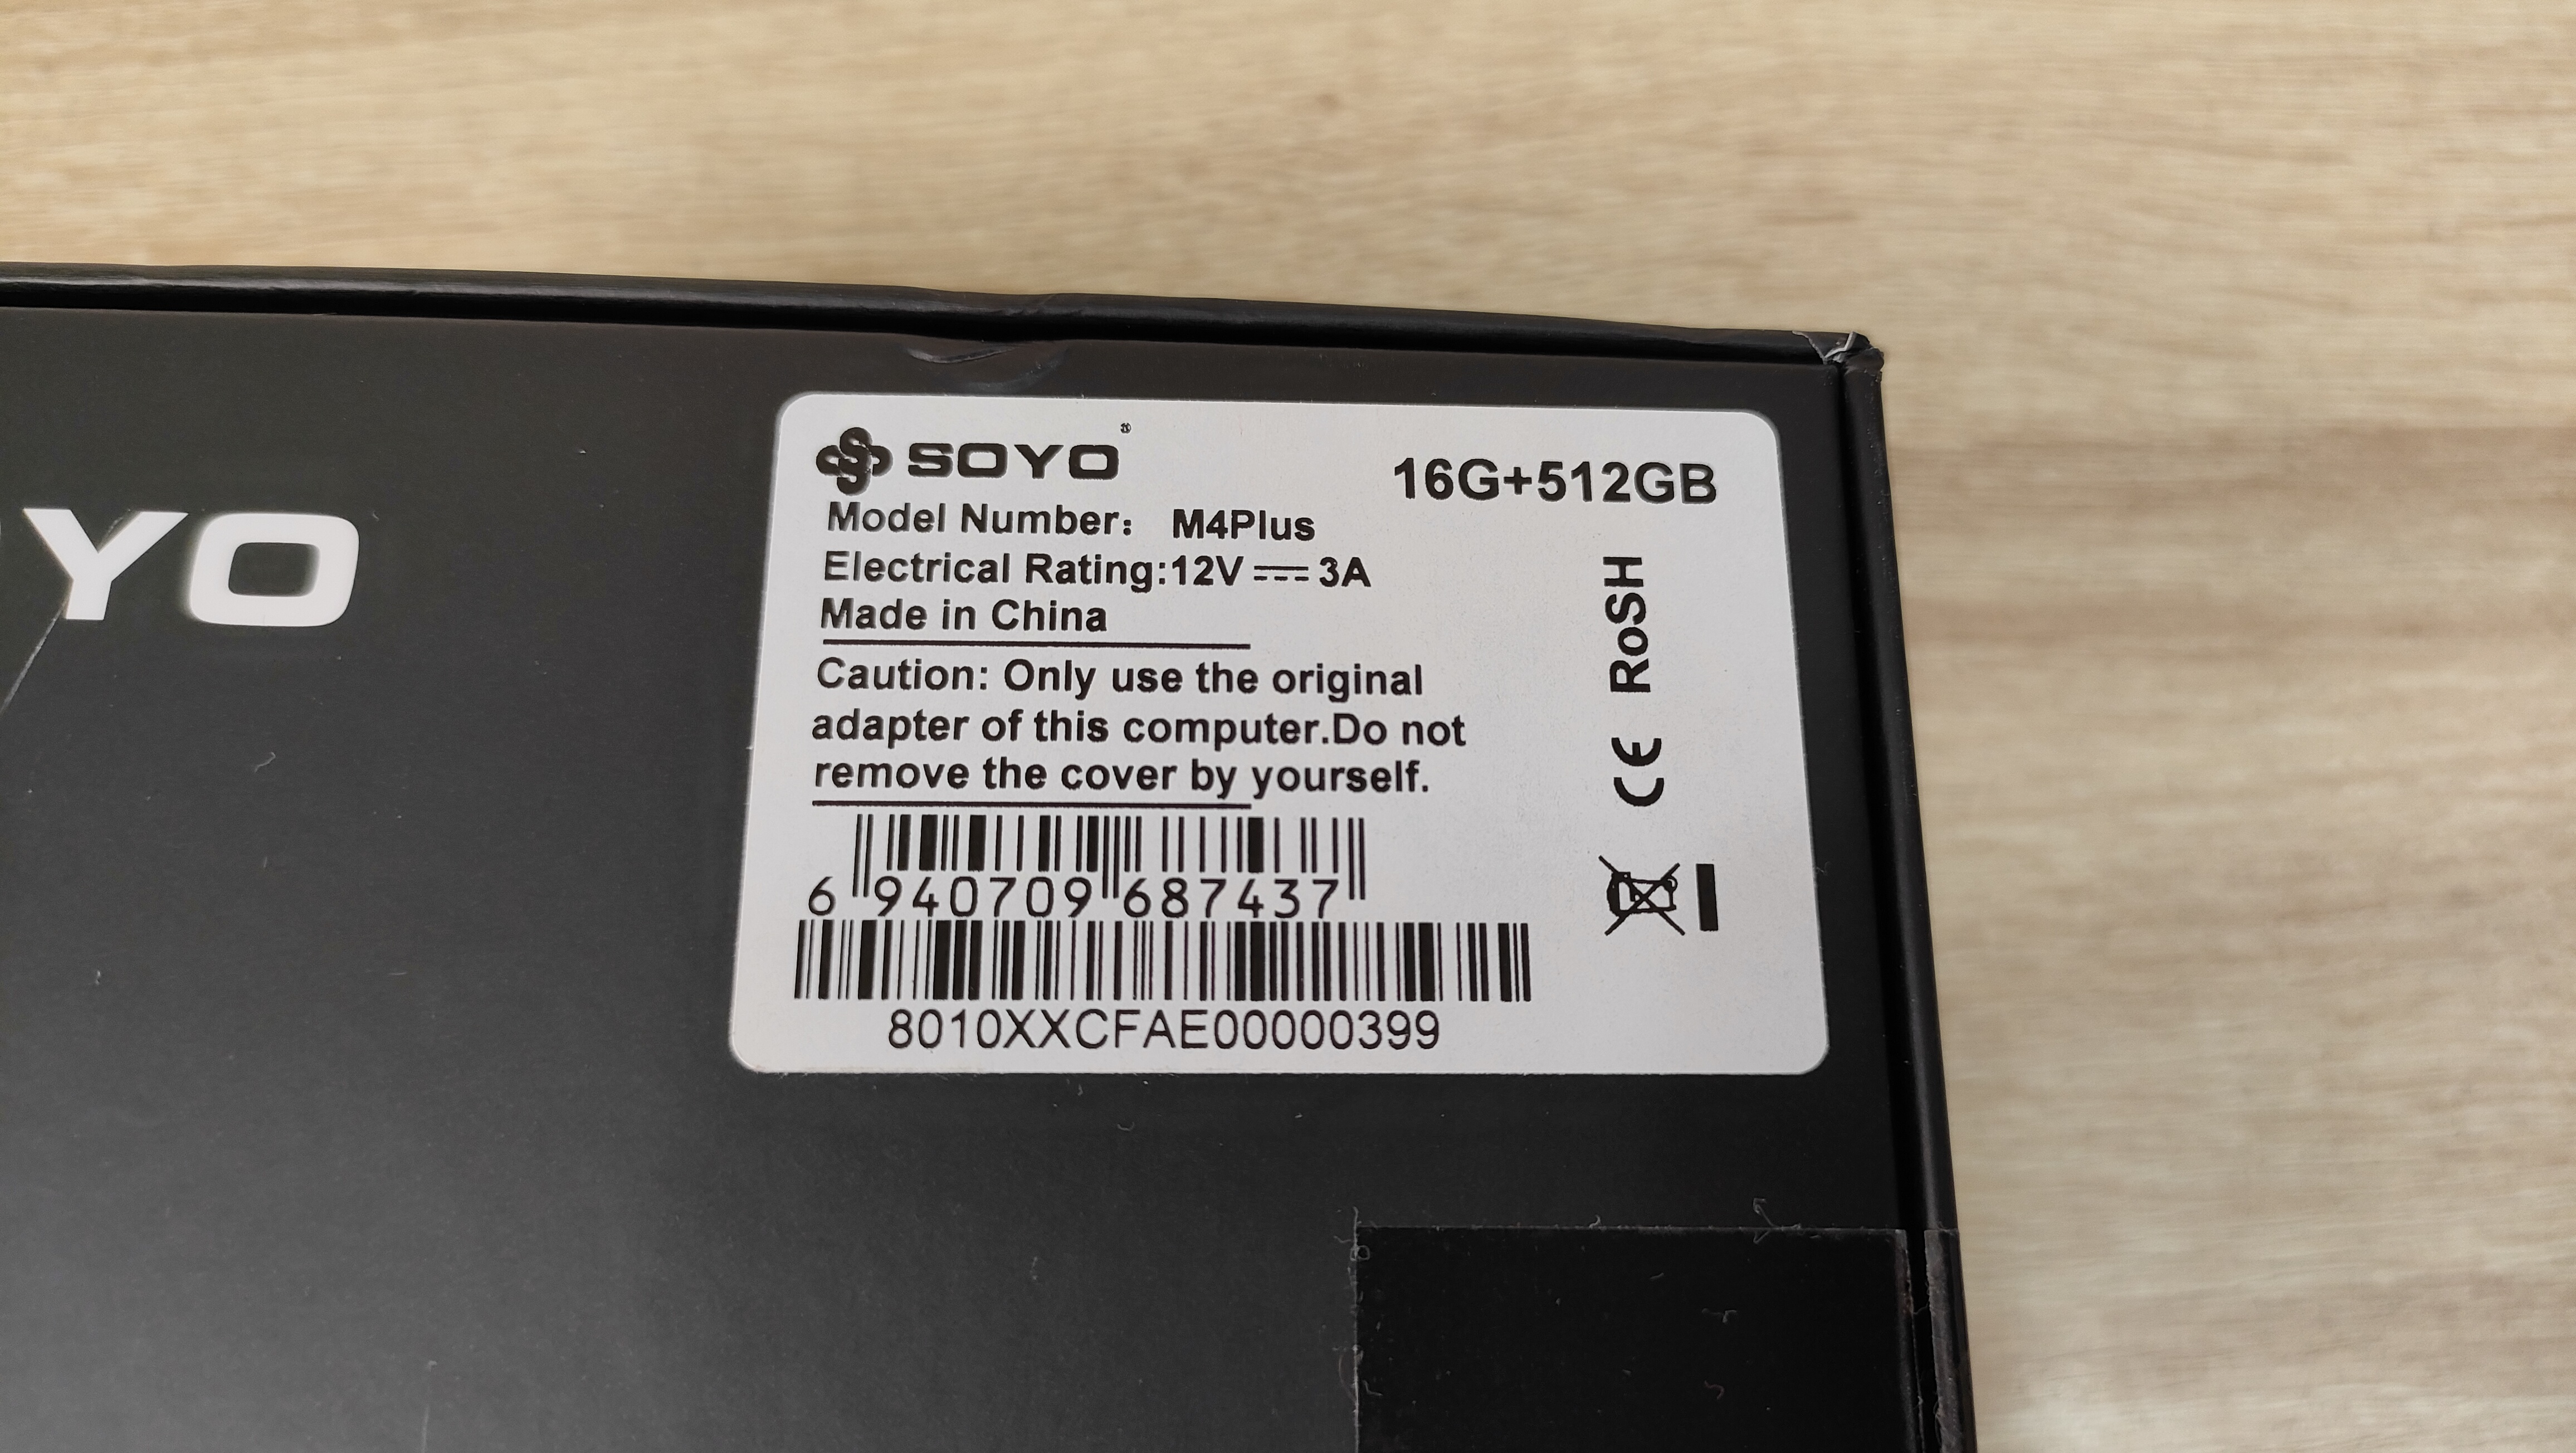 YO
SOYO®
16G+512GB
Model Number: M4Plus
Electrical Rating:12V⎓3A
Made in China
Caution: Only use the original
adapter of this computer.Do not
remove the cover by yourself.
RoSH
CE
6 940709 687437
8010XXCFAE00000399